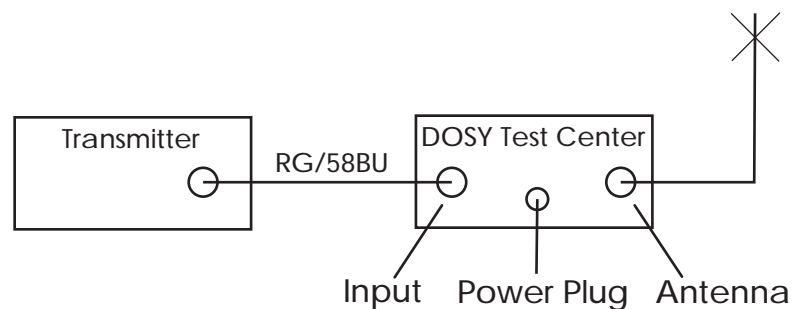 Transmitter
RG/58BU
DOSY Test Center
Input
Power Plug
Antenna